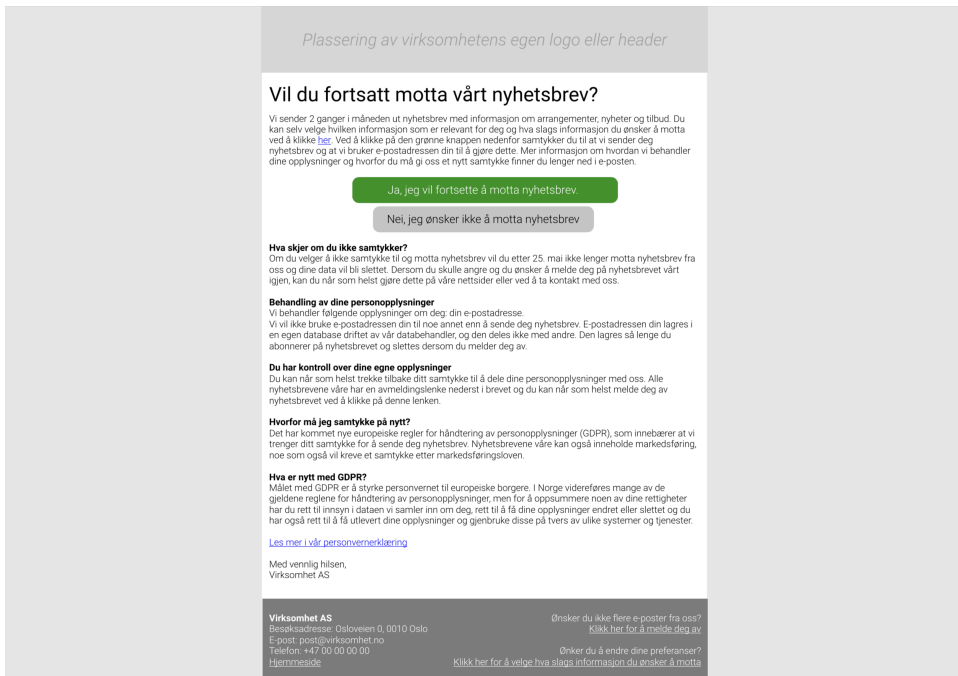 Plassering av virksomhetens egen logo eller header
Vil du fortsatt motta vårt nyhetsbrev?
Vi sender 2 ganger i måneden ut nyhetsbrev med informasjon om arrangementer, nyheter og tilbud. Du
kan selv velge hvilken informasjon som er relevant for deg og hva slags informasjon du ønsker å motta
ved å klikke her. Ved å klikke på den grønne knappen nedenfor samtykker du til at vi sender deg
nyhetsbrev og at vi bruker e-postadressen din til å gjøre dette. Mer informasjon om hvordan vi behandler
dine opplysninger og hvorfor du må gi oss et nytt samtykke finner du lenger ned i e-posten.
Ja, jeg vil fortsette å motta nyhetsbrev.
Nei, jeg ønsker ikke å motta nyhetsbrev
Hva skjer om du ikke samtykker?
Om du velger å ikke samtykke til og motta nyhetsbrev vil du etter 25. mai ikke lenger motta nyhetsbrev fra
oss og dine data vil bli slettet. Dersom du skulle angre og du ønsker å melde deg på nyhetsbrevet vårt
igjen, kan du når som helst gjøre dette på våre nettsider eller ved å ta kontakt med oss.
Behandling av dine personopplysninger
Vi behandler følgende opplysninger om deg: din e-postadresse.
Vi vil ikke bruke e-postadressen din til noe annet enn å sende deg nyhetsbrev. E-postadressen din lagres i
en egen database driftet av vår databehandler, og den deles ikke med andre. Den lagres så lenge du
abonnerer på nyhetsbrevet og slettes dersom du melder deg av.
Du har kontroll over dine egne opplysninger
Du kan når som helst trekke tilbake ditt samtykke til å dele dine personopplysninger med oss. Alle
nyhetsbrevene våre har en avmeldingslenke nederst i brevet og du kan når som helst melde deg av
nyhetsbrevet ved å klikke på denne lenken.
Hvorfor må jeg samtykke på nytt?
Det har kommet nye europeiske regler for håndtering av personopplysninger (GDPR), som innebærer at vi
trenger ditt samtykke for å sende deg nyhetsbrev. Nyhetsbrevene våre kan også inneholde markedsføring,
noe som også vil kreve et samtykke etter markedsføringsloven.
Hva er nytt med GDPR?
Målet med GDPR er å styrke personvernet til europeiske borgere. I Norge videreføres mange av de
gjeldene reglene for håndtering av personopplysninger, men for å oppsummere noen av dine rettigheter
har du rett til innsyn i dataen vi samler inn om deg, rett til å få dine opplysninger endret eller slettet og du
har også rett til å få utlevert dine opplysninger og gjenbruke disse på tvers av ulike systemer og tjenester.
Les mer i vår personvernerklæring
Med vennlig hilsen,
Virksomhet AS
Virksomhet AS
Besøksadresse: Osloveien 0, 0010 Oslo
E-post: post@virksomhet.no
Telefon: +47 00 00 00 00
Hjemmeside
Ønsker du ikke flere e-poster fra oss?
Klikk her for å melde deg av
Ønker du å endre dine preferanser?
Klikk her for å velge hva slags informasjon du ønsker å motta